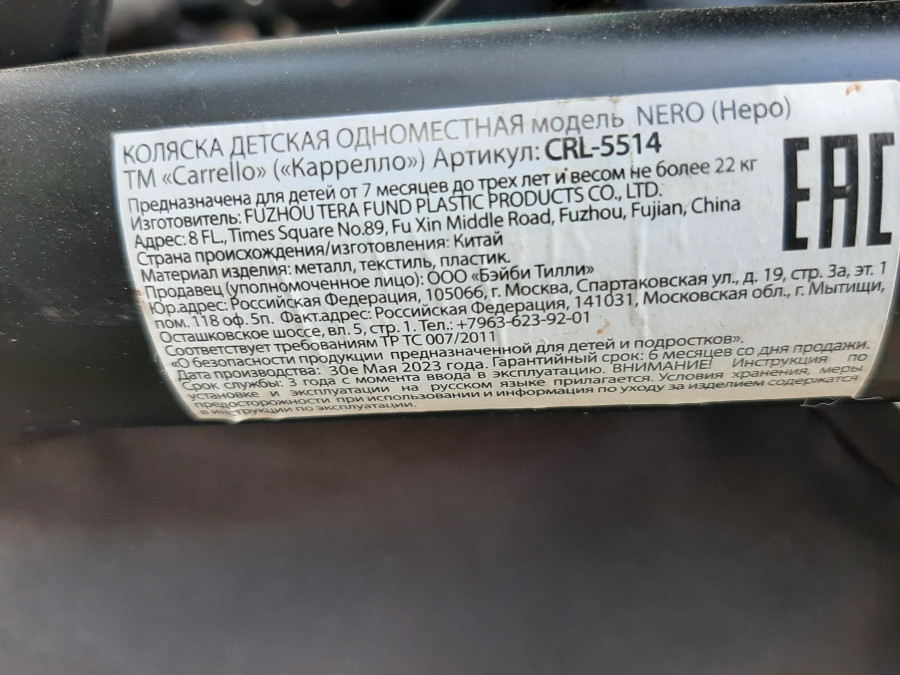 КОЛЯСКА ДЕТСКАЯ ОДНОМЕСТНАЯ модель NERO (Неро)
ТМ «Carrello» («Каррелло») Артикул: CRL-5514
Предназначена для детей от 7 месяцев до трех лет и весом не более 22 кг
Изготовитель: FUZHOU TERA FUND PLASTIC PRODUCTS CO., LTD.
Адрес: 8 FL., Times Square No.89, Fu Xin Middle Road, Fuzhou, Fujian, China
Страна происхождения/изготовления: Китай
Материал изделия: металл, текстиль, пластик.
Продавец (уполномоченное лицо): ООО «Бэйби Тилли»
Юр.адрес: Российская Федерация, 105066, г. Москва, Спартаковская ул., д. 19, стр. 3а, эт. 1
пом. 118 оф. 5п. Факт.адрес: Российская Федерация, 141031, Московская обл., г. Мытищи,
Осташковское шоссе, вл. 5, стр. 1. Тел.: +7963-623-92-01
Соответствует требованиям ТР ТС 007/2011
«О безопасности продукции предназначенной для детей и подростков».
Дата производства: 30е Мая 2023 года. Гарантийный срок: 6 месяцев со дня продажи.
Срок службы: 3 года с момента ввода в эксплуатацию. ВНИМАНИЕ! Инструкция по
установке и эксплуатации на русском языке прилагается. Условия хранения, меры
предосторожности при использовании и информация по уходу за изделием содержатся
в инструкции по эксплуатации.
EAC